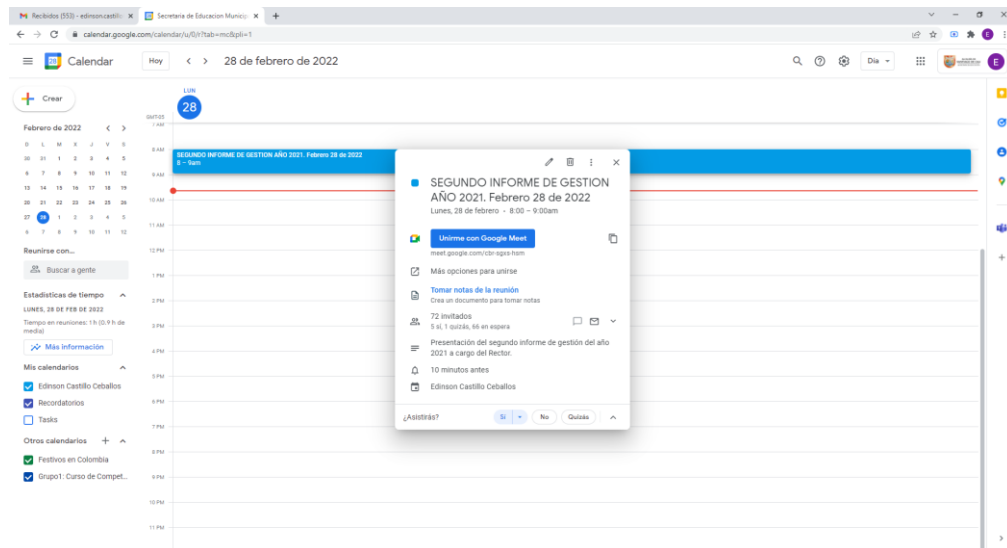 Recibidos (553) - edinson.castillo
Secretaria de Educacion Municip
calendar.google.com/calendar/u/0/r?tab=mc&pli=1
Calendar
Hoy
28 de febrero de 2022
Día
E
Crear
LUN
28
GMT-05
Febrero de 2022
D L M X J V S
30 31 1 2 3 4 5
6 7 8 9 10 11 12
13 14 15 16 17 18 19
20 21 22 23 24 25 26
27 28 1 2 3 4 5
6 7 8 9 10 11 12
Reunirse con...
Buscar a gente
Estadísticas de tiempo
LUNES, 28 DE FEB DE 2022
Tiempo en reuniones: 1 h (0.9 h de
media)
Más información
Mis calendarios
Edinson Castillo Ceballos
Recordatorios
Tasks
Otros calendarios
Festivos en Colombia
Grupo1: Curso de Compet...
7 AM
8 AM
9 AM
10 AM
11 AM
12 PM
1 PM
2 PM
3 PM
4 PM
5 PM
6 PM
7 PM
8 PM
9 PM
10 PM
11 PM
SEGUNDO INFORME DE GESTION AÑO 2021. Febrero 28 de 2022
8 – 9am
SEGUNDO INFORME DE GESTION
AÑO 2021. Febrero 28 de 2022
Lunes, 28 de febrero · 8:00 – 9:00am
Unirme con Google Meet
Más opciones para unirse
Tomar notas de la reunión
Crea un documento para tomar notas
72 invitados
5 sí, 1 quizás, 66 en espera
Presentación del segundo informe de gestión del año
2021 a cargo del Rector.
10 minutos antes
Edinson Castillo Ceballos
¿Asistirás?
Sí
No
Quizás